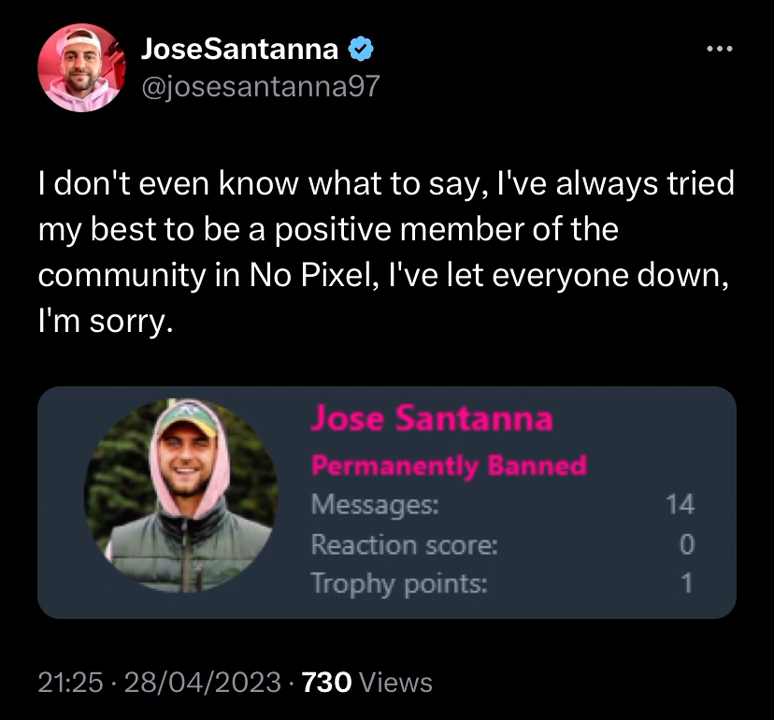 JoseSantanna
@josesantanna97
I don't even know what to say, I've always tried
my best to be a positive member of the
community in No Pixel, I've let everyone down,
I'm sorry.
Jose Santanna
Permanently Banned
Messages: 14
Reaction score: 0
Trophy points: 1
21:25 · 28/04/2023 · 730 Views